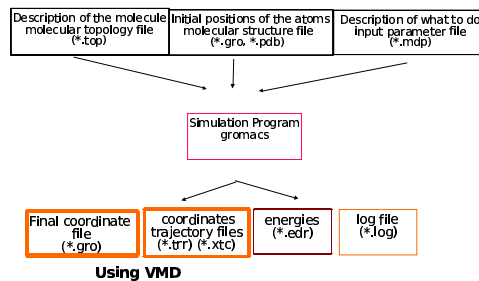 Description of the molecule
molecular topology file
(*.top)
Initial positions of the atoms
molecular structure file
(*.gro, *.pdb)
Description of what to do
input parameter file
(*.mdp)
Simulation Program
gromacs
Final coordinate
file
(*.gro)
coordinates
trajectory files
(*.trr) (*.xtc)
energies
(*.edr)
log file
(*.log)
Using VMD